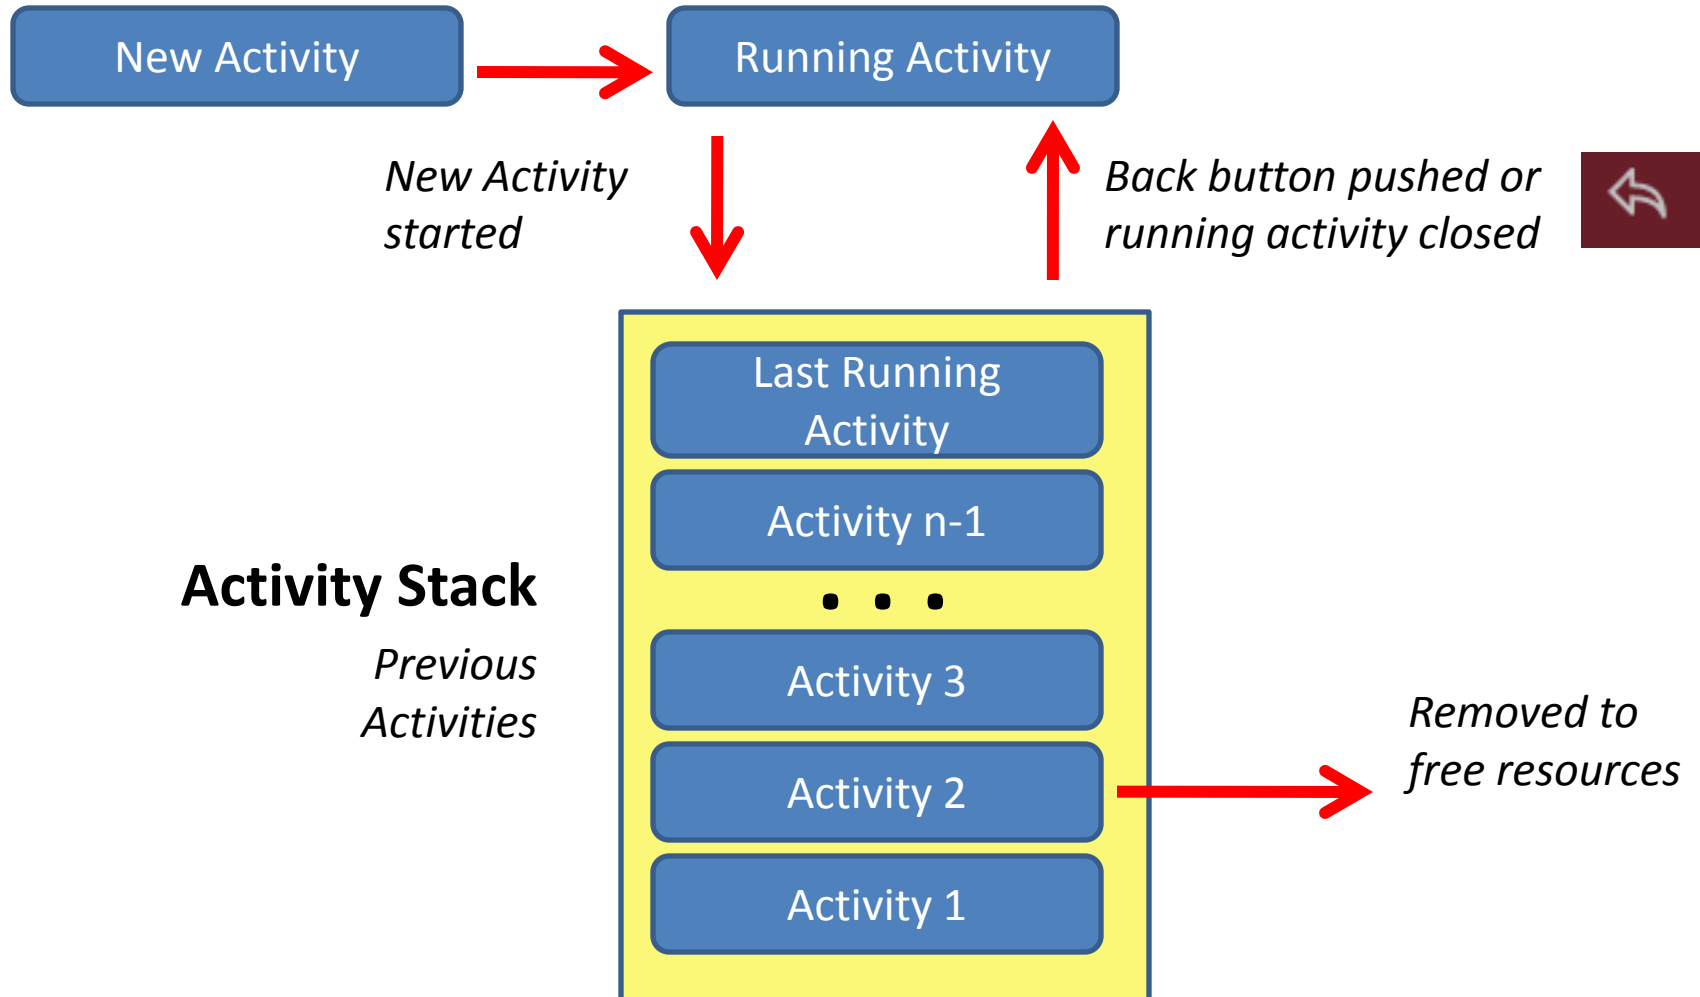 New Activity
Running Activity
New Activity
started
Back button pushed or
running activity closed
Last Running
Activity
Activity n-1
. . .
Activity Stack
Previous
Activities
Activity 3
Activity 2
Activity 1
Removed to
free resources